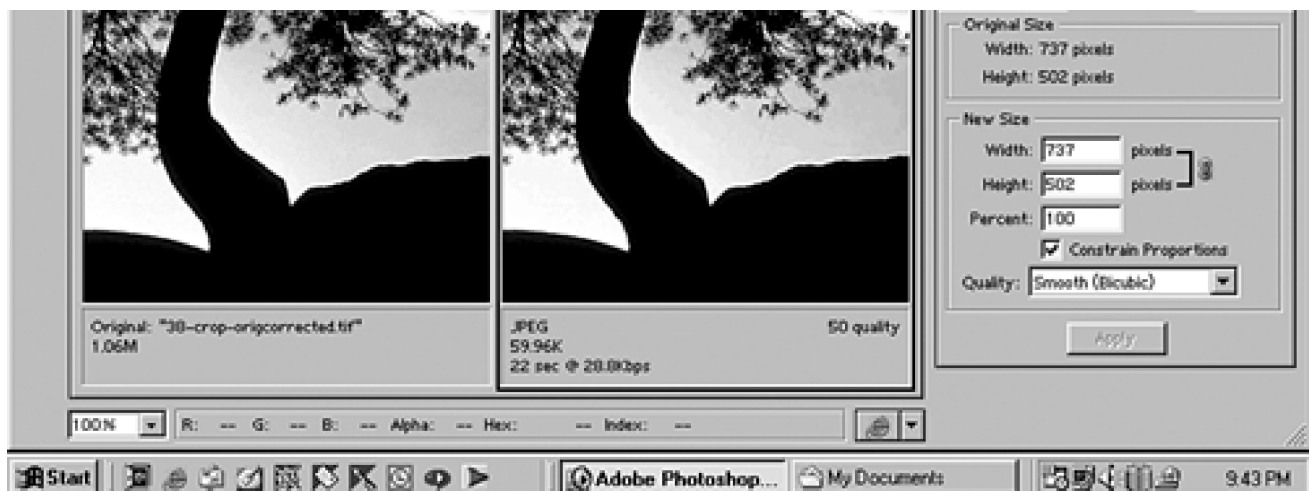 Original Size
Width: 737 pixels
Height: 502 pixels
New Size
Width: 737 pixels
Height: 502 pixels
Percent: 100
Constrain Proportions
Quality: Smooth (Bicubic)
Apply
Original: "38-crop-origcorrected.tif"
1.06M
JPEG 50 quality
59.96K
22 sec @ 28.8Kbps
100% R: -- G: -- B: -- Alpha: -- Hex: -- Index: --
Start Adobe Photoshop... My Documents 9:43 PM